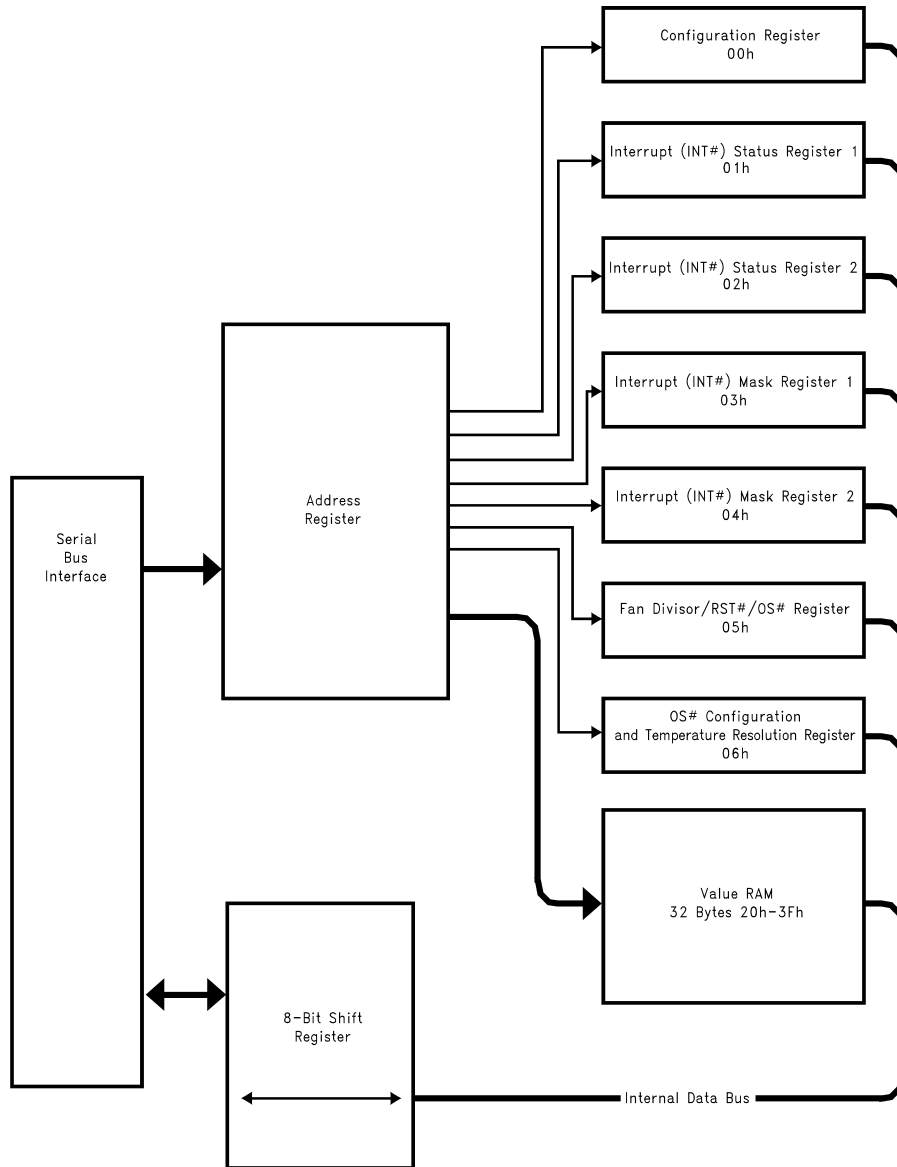 Configuration Register
00h
Interrupt (INT#) Status Register 1
01h
Interrupt (INT#) Status Register 2
02h
Interrupt (INT#) Mask Register 1
03h
Interrupt (INT#) Mask Register 2
04h
Fan Divisor/RST#/OS# Register
05h
OS# Configuration
and Temperature Resolution Register
06h
Value RAM
32 Bytes 20h-3Fh
Address
Register
Serial
Bus
Interface
8-Bit Shift
Register
Internal Data Bus